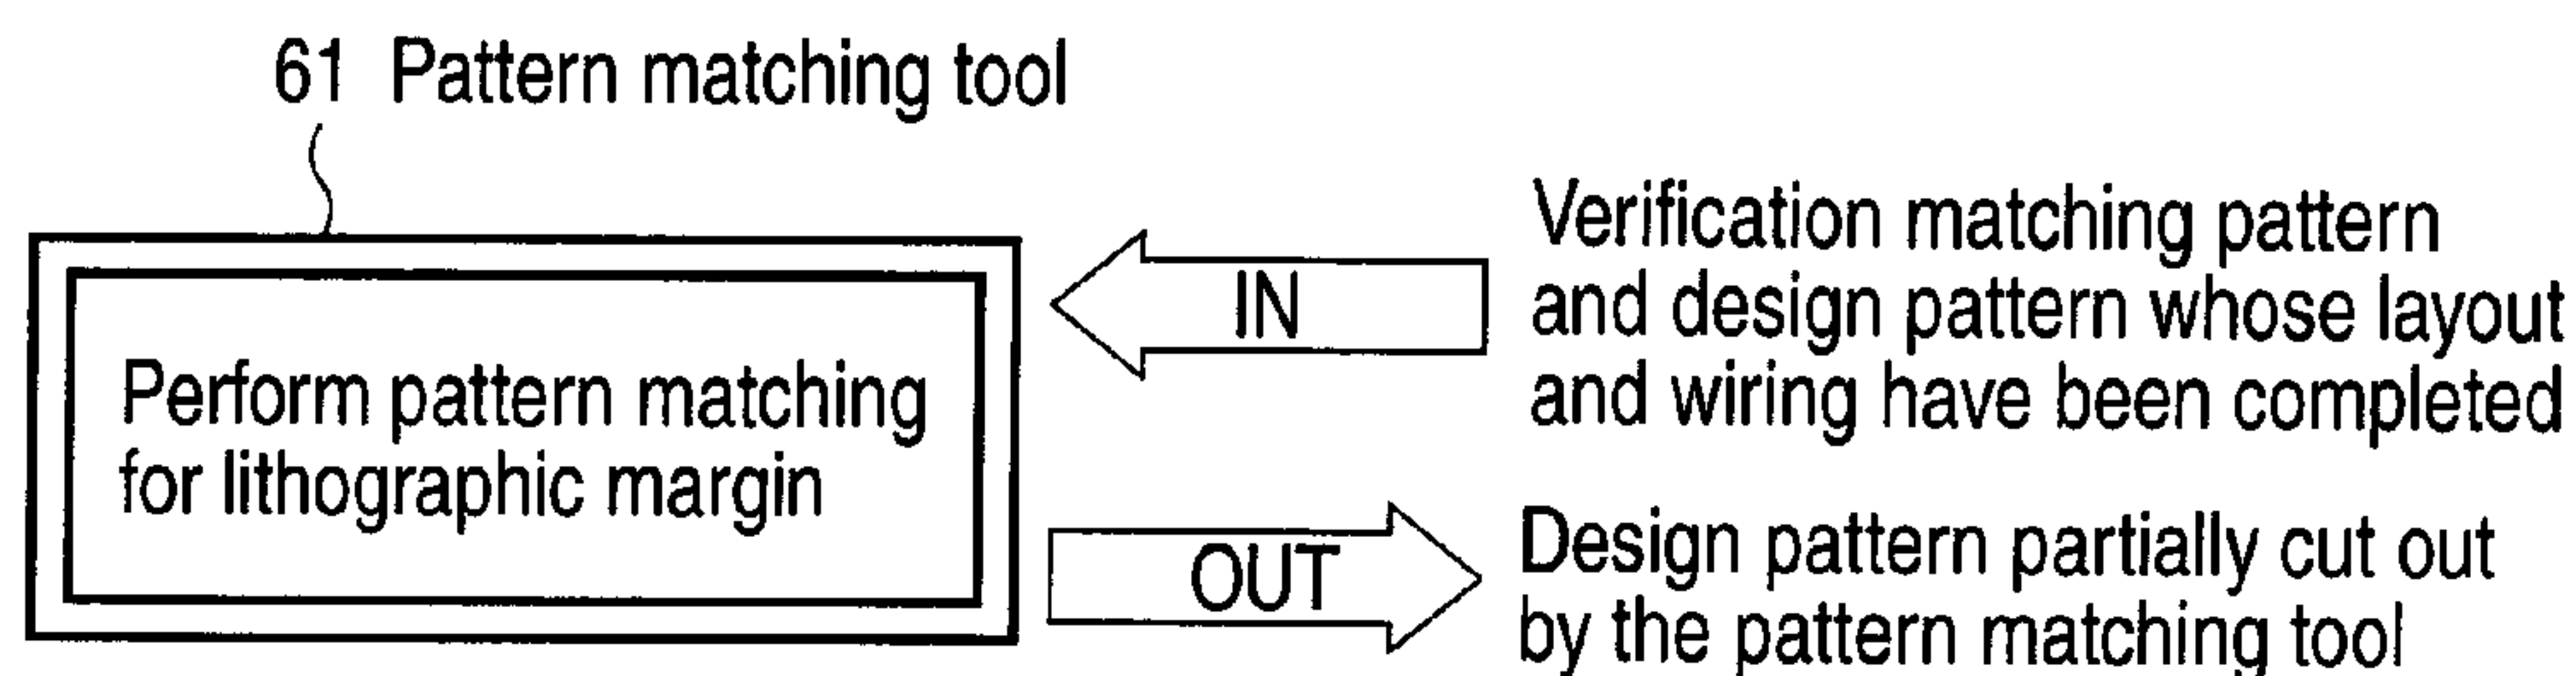 61 Pattern matching tool
Perform pattern matching
for lithographic margin
IN
Verification matching pattern
and design pattern whose layout
and wiring have been completed
OUT
Design pattern partially cut out
by the pattern matching tool